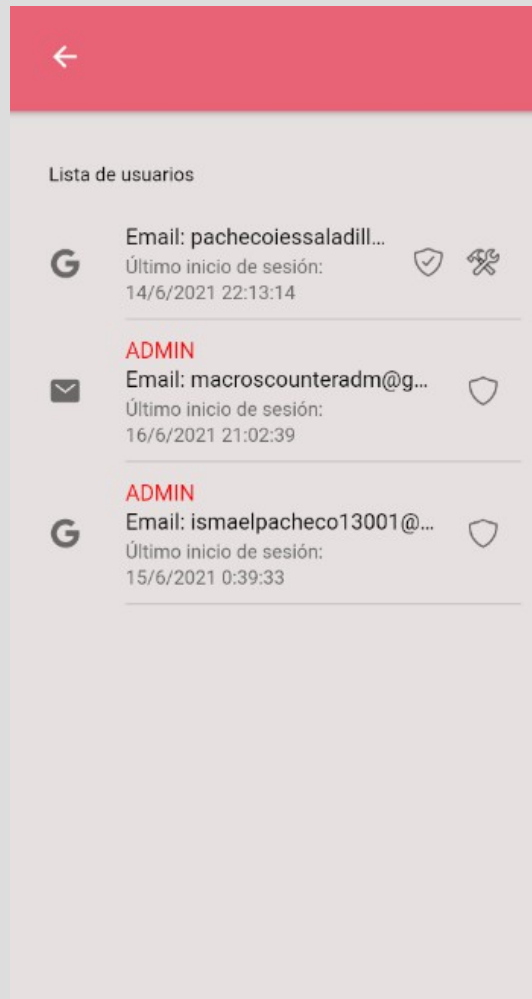 Lista de usuarios
Email: pachecoiessaladill...
Último inicio de sesión:
14/6/2021 22:13:14
ADMIN
Email: macroscounteradm@g...
Último inicio de sesión:
16/6/2021 21:02:39
ADMIN
Email: ismaelpacheco13001@...
Último inicio de sesión:
15/6/2021 0:39:33